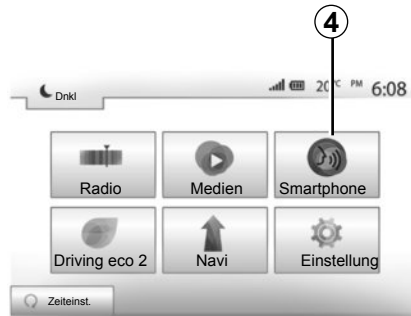 4
Dnkl 20°C PM 6:08
Radio Medien Smartphone
Driving eco 2 Navi Einstellung
Zeiteinst.